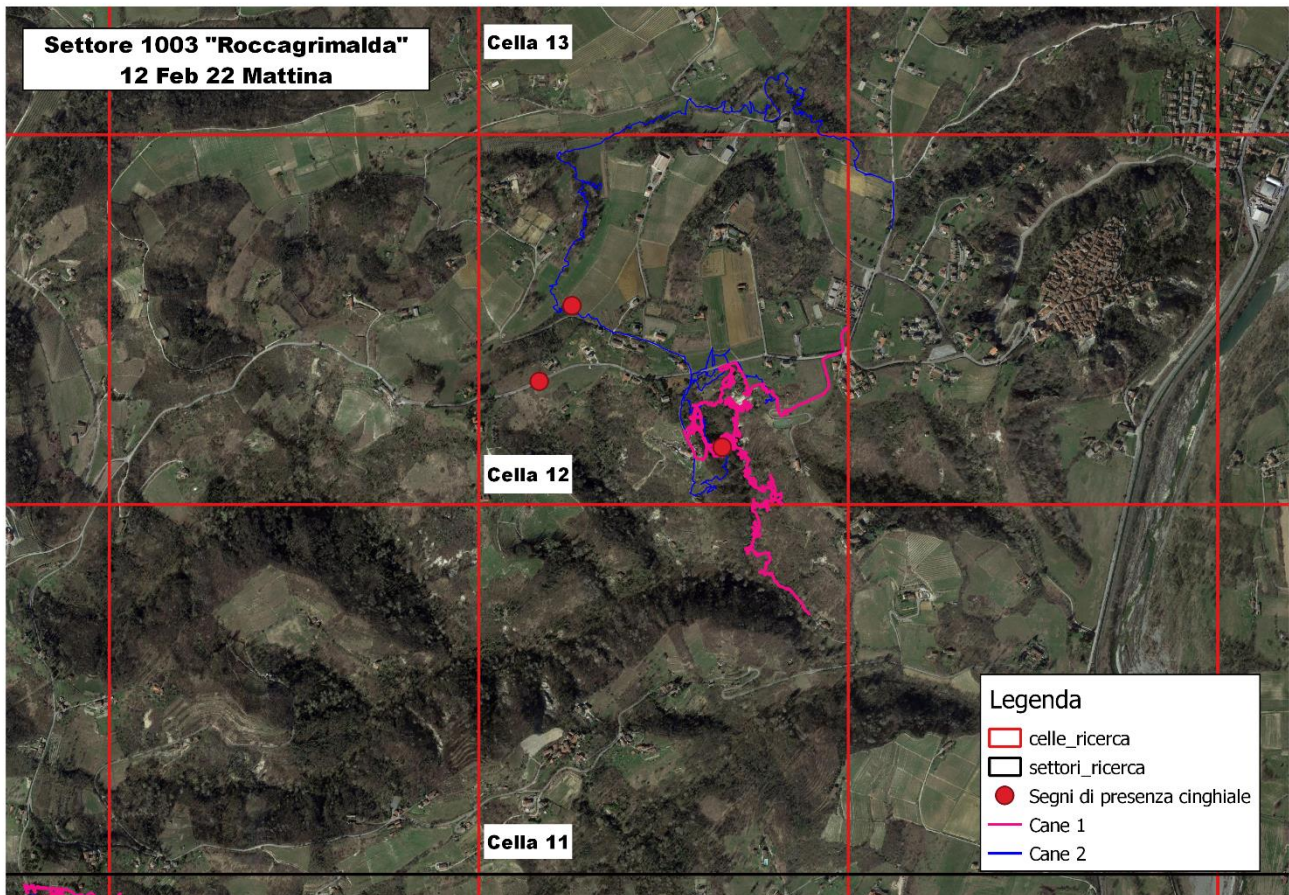 Settore 1003 "Roccagrimalda"
12 Feb 22 Mattina
Cella 13
Cella 12
Cella 11
Legenda
celle_ricerca
settori_ricerca
Segni di presenza cinghiale
Cane 1
Cane 2